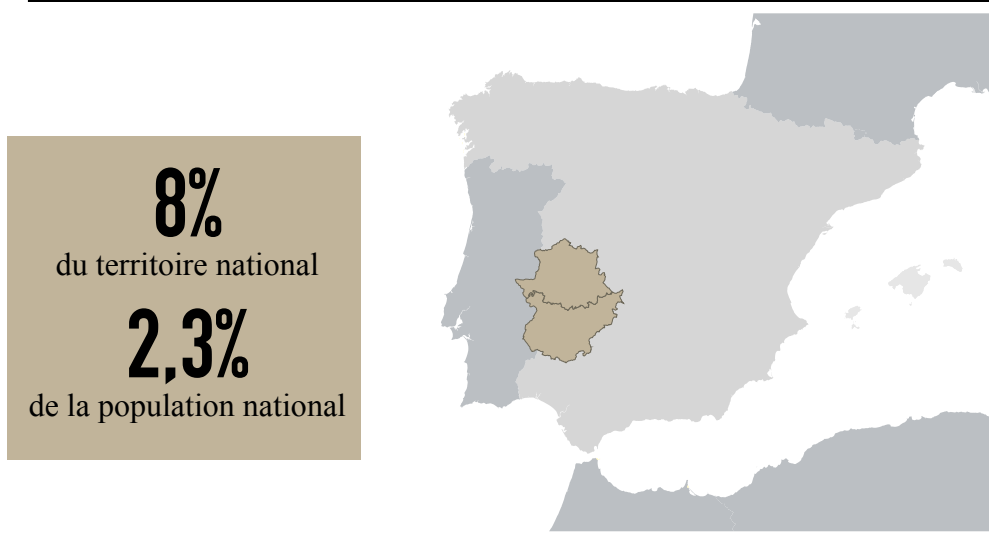 8%
du territoire national
2,3%
de la population national